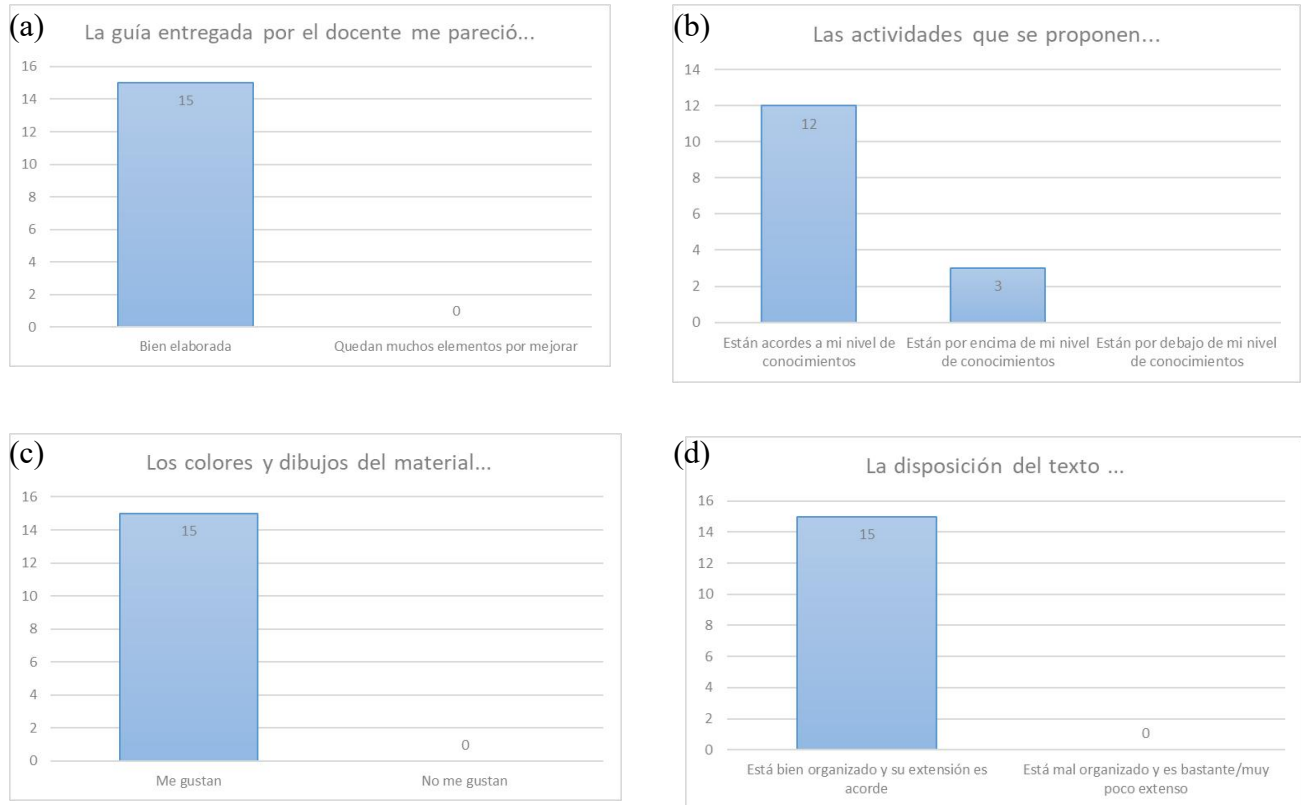 (a)
La guía entregada por el docente me pareció...
16
14
12
10
8
6
4
2
0
15
0
Bien elaborada
Quedan muchos elementos por mejorar
(b)
Las actividades que se proponen...
14
12
10
8
6
4
2
0
12
3
Están acordes a mi nivel de
conocimientos
Están por encima de mi nivel
de conocimientos
Están por debajo de mi nivel
de conocimientos
(c)
Los colores y dibujos del material...
16
14
12
10
8
6
4
2
0
15
0
Me gustan
No me gustan
(d)
La disposición del texto ...
16
14
12
10
8
6
4
2
0
15
0
Está bien organizado y su extensión es
acorde
Está mal organizado y es bastante/muy
poco extenso